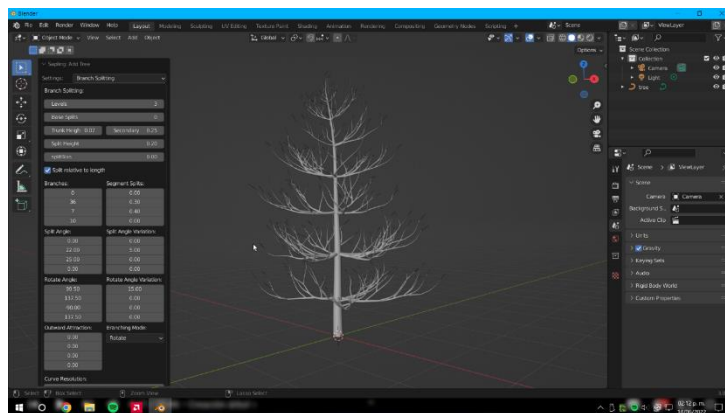 Blender
File Edit Render Window Help Layout Modeling Sculpting UV Editing Texture Paint Shading Animation Rendering Compositing Geometry Nodes Scripting + Scene ViewLayer
Object Mode View Select Add Object Global
Options
Sapling: Add Tree
Settings: Branch Splitting
Branch Splitting:
Levels 3
Base Splits 0
Trunk Heigh 0.07 Secondary 0.25
Split Height 0.20
splitBias 0.00
Split relative to length
Branches: Segment Splits:
0 0.00
36 0.30
7 0.40
10 0.00
Split Angle: Split Angle Variation:
0.00
22.00 5.00
25.00 0.00
0.00
Rotate Angle: Rotate Angle Variation:
99.50 15.00
137.50 0.00
-90.00 0.00
137.50 0.00
Outward Attraction: Branching Mode:
0.00 Rotate
0.00
0.00
0.00
Curve Resolution:
Scene Collection
Collection
Camera
Light
tree
Scene ViewLayer
Scene
Camera Camera
Background S..
Active Clip
Units
Gravity
Keying Sets
Audio
Rigid Body World
Custom Properties
Select Box Select Zoom View Lasso Select
02:12 p. m.